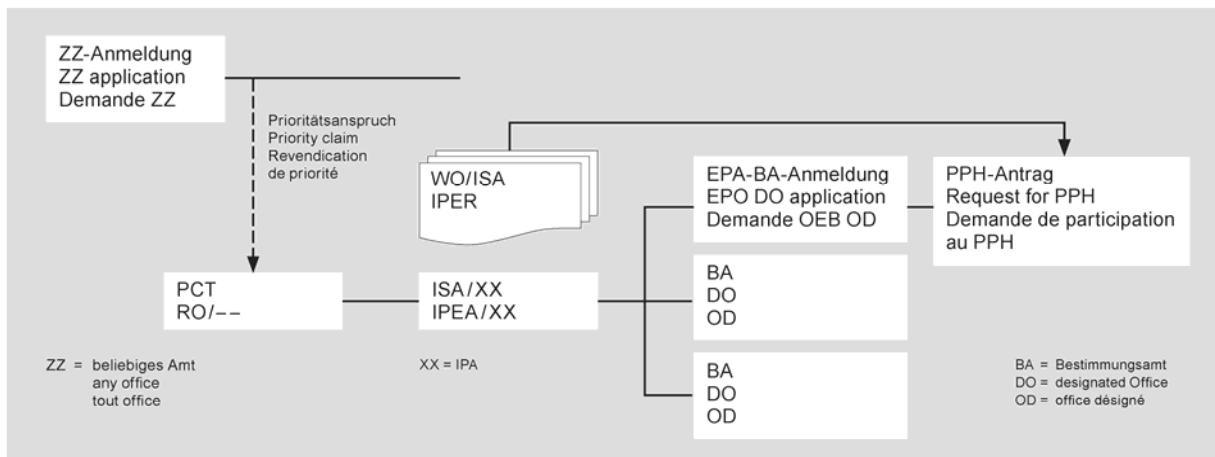 ZZ-Anmeldung
ZZ application
Demande ZZ
Prioritätsanspruch
Priority claim
Revendication
de priorité
WO/ISA
IPER
EPA-BA-Anmeldung
EPO DO application
Demande OEB OD
PPH-Antrag
Request for PPH
Demande de participation
au PPH
PCT
RO/--
ISA/XX
IPEA/XX
BA
DO
OD
BA
DO
OD
ZZ = beliebiges Amt
any office
tout office
XX = IPA
BA = Bestimmungsamt
DO = designated Office
OD = office désigné